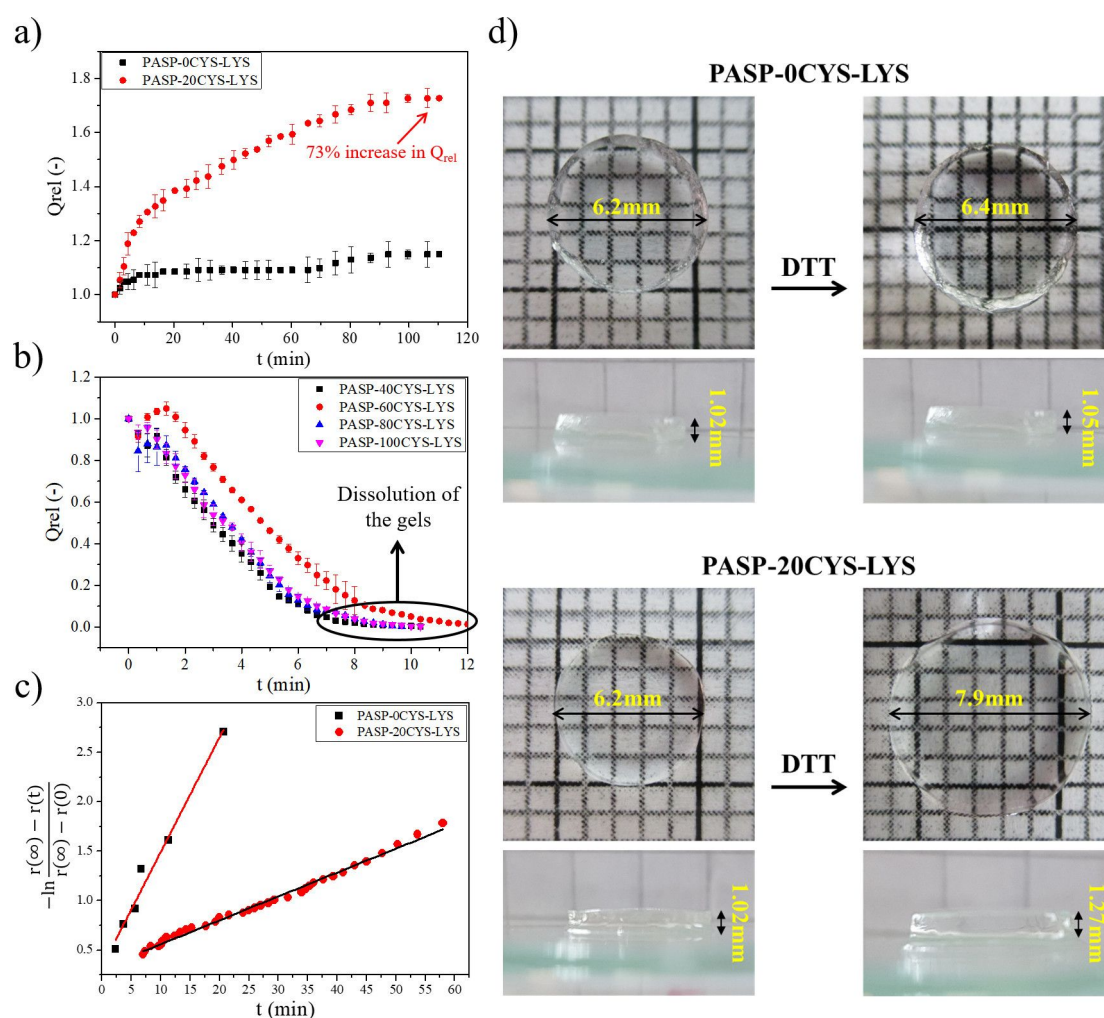 a)
PASP-0CYS-LYS
PASP-20CYS-LYS
1.8
1.6
1.4
1.2
1.0
Qrel (-)
73% increase in Qrel
0 20 40 60 80 100 120
t (min)
b)
PASP-40CYS-LYS
PASP-60CYS-LYS
PASP-80CYS-LYS
PASP-100CYS-LYS
1.2
1.0
0.8
0.6
0.4
0.2
0.0
Qrel (-)
Dissolution of
the gels
0 2 4 6 8 10 12
t (min)
c)
PASP-0CYS-LYS
PASP-20CYS-LYS
3.0
2.5
2.0
1.5
1.0
0.5
−ln r(∞) − r(t)
r(∞) − r(0)
0 5 10 15 20 25 30 35 40 45 50 55 60
t (min)
d)
PASP-0CYS-LYS
6.2mm
DTT
6.4mm
1.02mm
1.05mm
PASP-20CYS-LYS
6.2mm
DTT
7.9mm
1.02mm
1.27mm